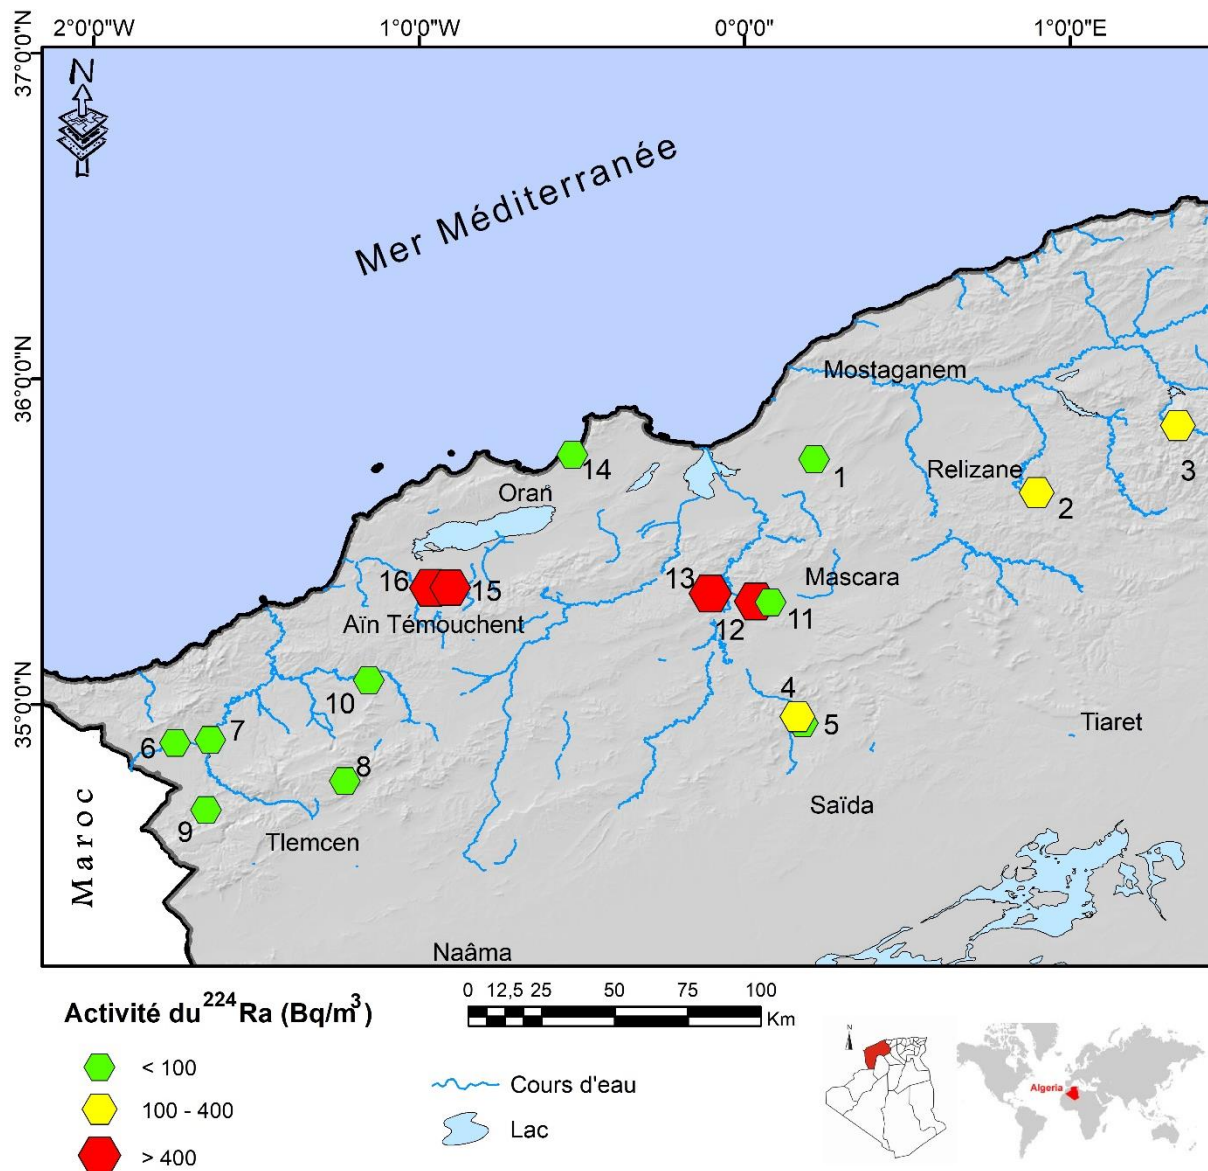 2°0'0"W 1°0'0"W 0°0'0" 1°0'0"E
37°0'0"N
N
Mer Méditerranée
36°0'0"N
Mostaganem
14
1
Relizane
3
Oran
2
16
15
13
Mascara
12
11
Aïn Témouchent
35°0'0"N
10
4
7
5
6
Tiaret
8
9
Saïda
Maroc
Tlemcen
Naâma
Activité du ²²⁴Ra (Bq/m³)
< 100
100 - 400
> 400
0 12,5 25 50 75 100
Km
Cours d'eau
Lac
N
Algeria